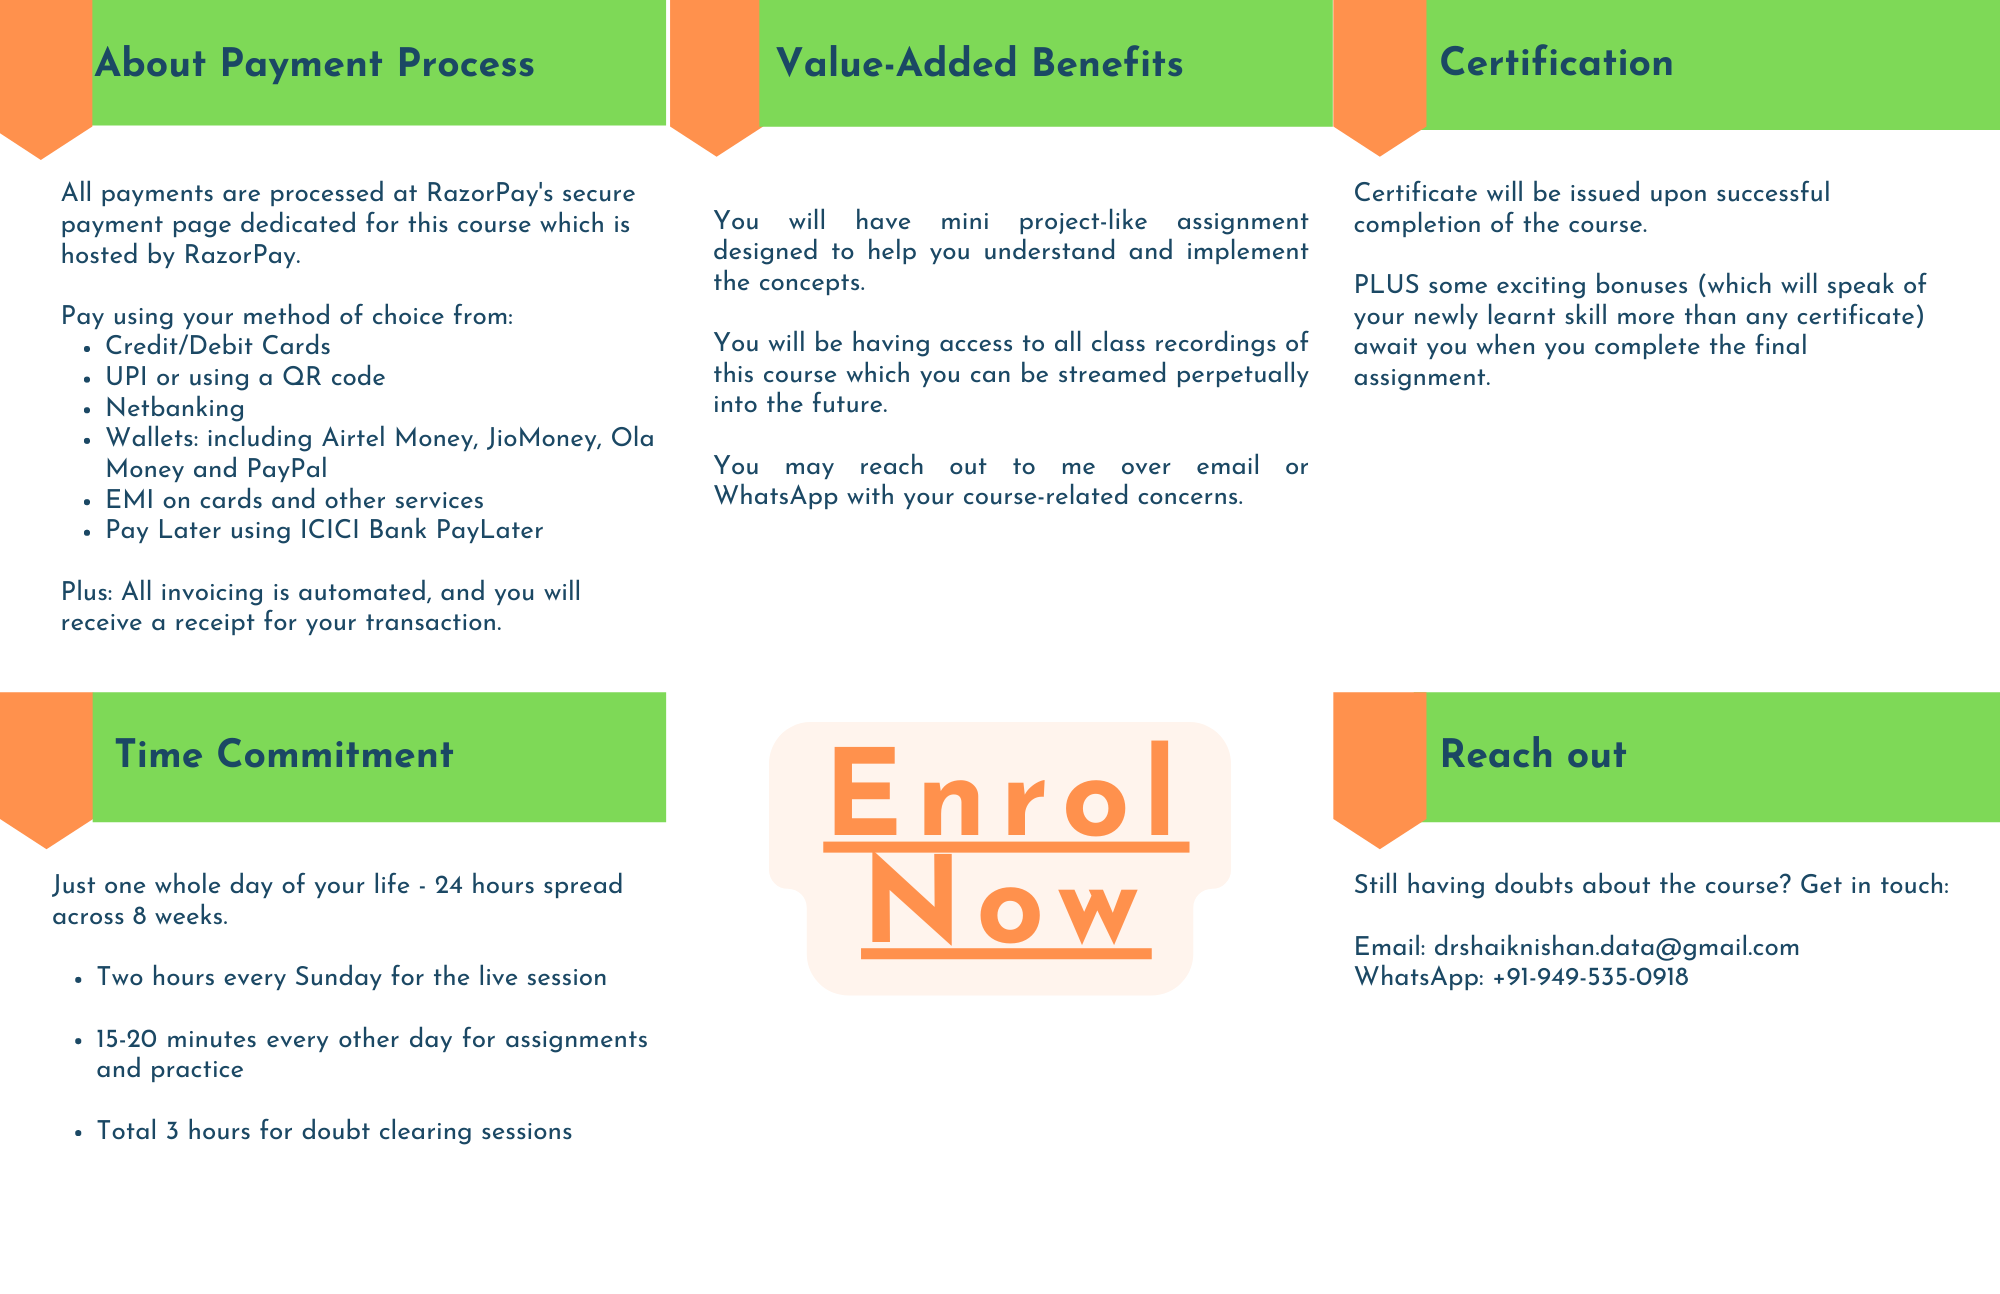 About Payment Process
All payments are processed at RazorPay's secure
payment page dedicated for this course which is
hosted by RazorPay.
Pay using your method of choice from:
• Credit/Debit Cards
• UPI or using a QR code
• Netbanking
• Wallets: including Airtel Money, JioMoney, Ola
Money and PayPal
• EMI on cards and other services
• Pay Later using ICICI Bank PayLater
Plus: All invoicing is automated, and you will
receive a receipt for your transaction.
Value-Added Benefits
You will have mini project-like assignment
designed to help you understand and implement
the concepts.
You will be having access to all class recordings of
this course which you can be streamed perpetually
into the future.
You may reach out to me over email or
WhatsApp with your course-related concerns.
Certification
Certificate will be issued upon successful
completion of the course.
PLUS some exciting bonuses (which will speak of
your newly learnt skill more than any certificate)
await you when you complete the final
assignment.
Time Commitment
Just one whole day of your life - 24 hours spread
across 8 weeks.
• Two hours every Sunday for the live session
• 15-20 minutes every other day for assignments
and practice
• Total 3 hours for doubt clearing sessions
Enrol
Now
Reach out
Still having doubts about the course? Get in touch:
Email: drshaiknishan.data@gmail.com
WhatsApp: +91-949-535-0918